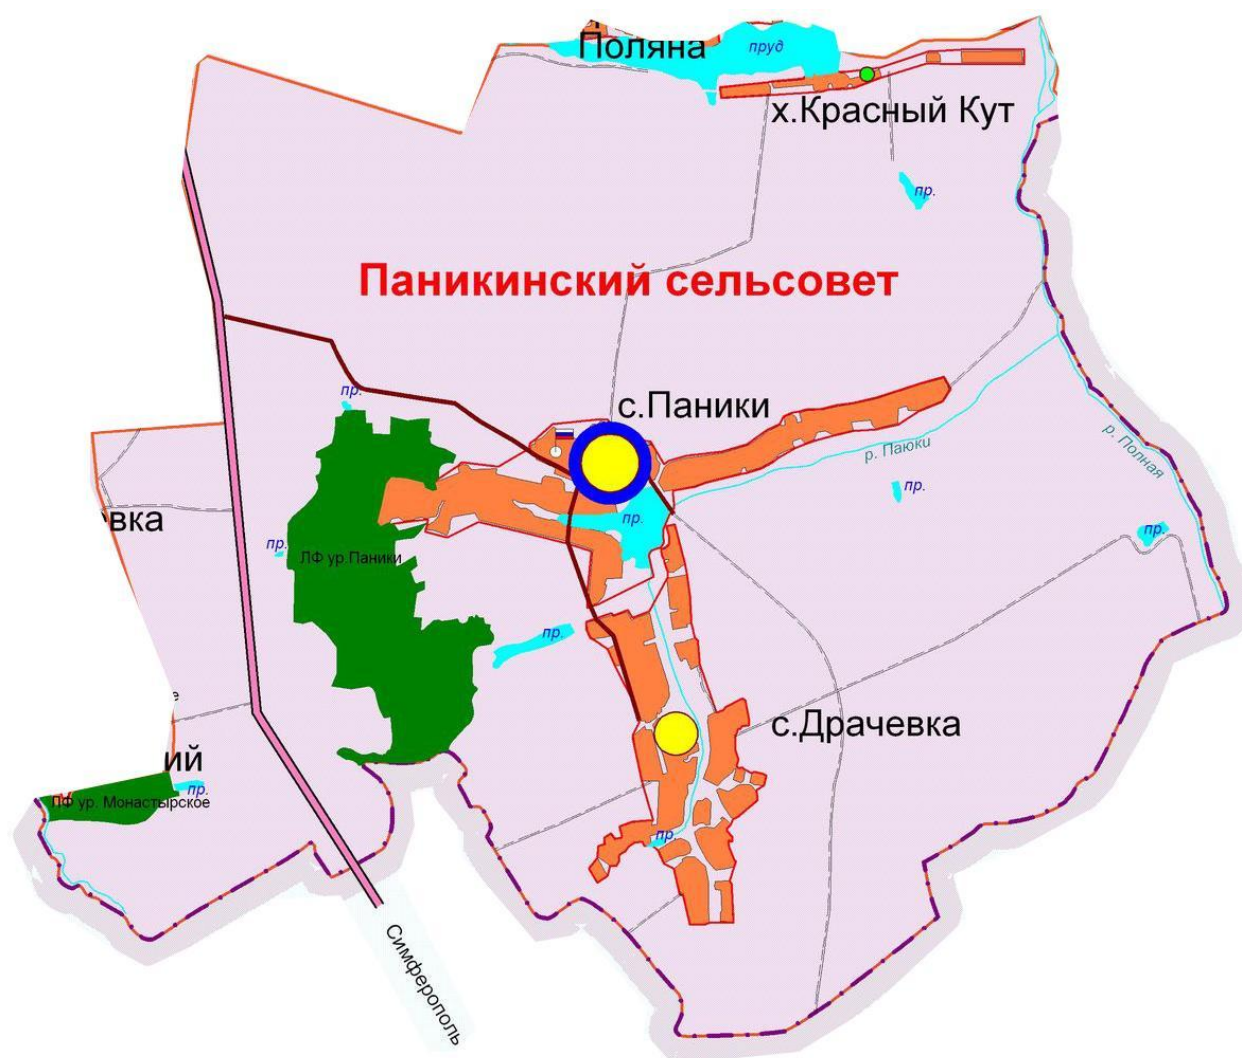 Поляна
пруд
х.Красный Кут
пр.
Паникинский сельсовет
пр.
с.Паники
р. Паюки
р. Полная
пр.
вка
пр.
пр.
пр.
ЛФ ур.Паники
пр.
с.Драчевка
ий
пр.
ЛФ ур. Монастырское
пр.
Симферополь